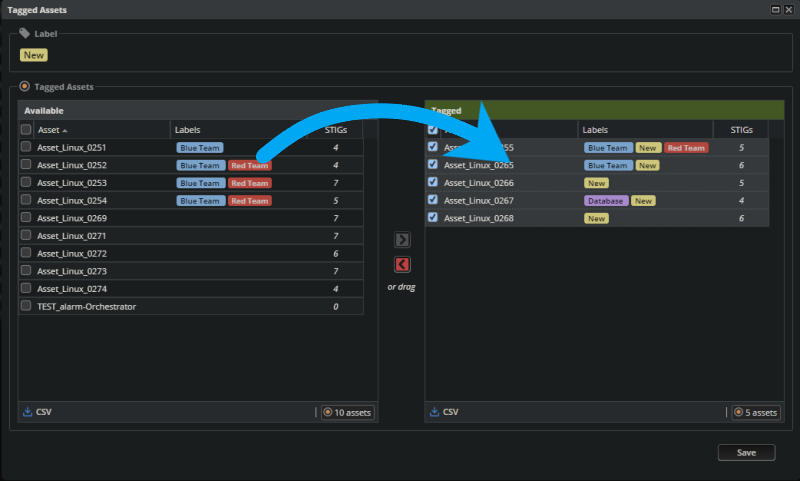 Tagged Assets
Label
New
Tagged Assets
Available
Asset Labels STIGs
Asset_Linux_0251 Blue Team 4
Asset_Linux_0252 Blue Team Red Team 4
Asset_Linux_0253 Blue Team Red Team 7
Asset_Linux_0254 Blue Team Red Team 5
Asset_Linux_0269 7
Asset_Linux_0271 7
Asset_Linux_0272 6
Asset_Linux_0273 7
Asset_Linux_0274 4
TEST_alarm-Orchestrator 0
CSV 10 assets
or drag
Tagged
Labels STIGs
Blue Team New Red Team 5
Asset_Linux_0265 Blue Team New 6
Asset_Linux_0266 New 5
Asset_Linux_0267 Database New 4
Asset_Linux_0268 New 6
CSV 5 assets
Save